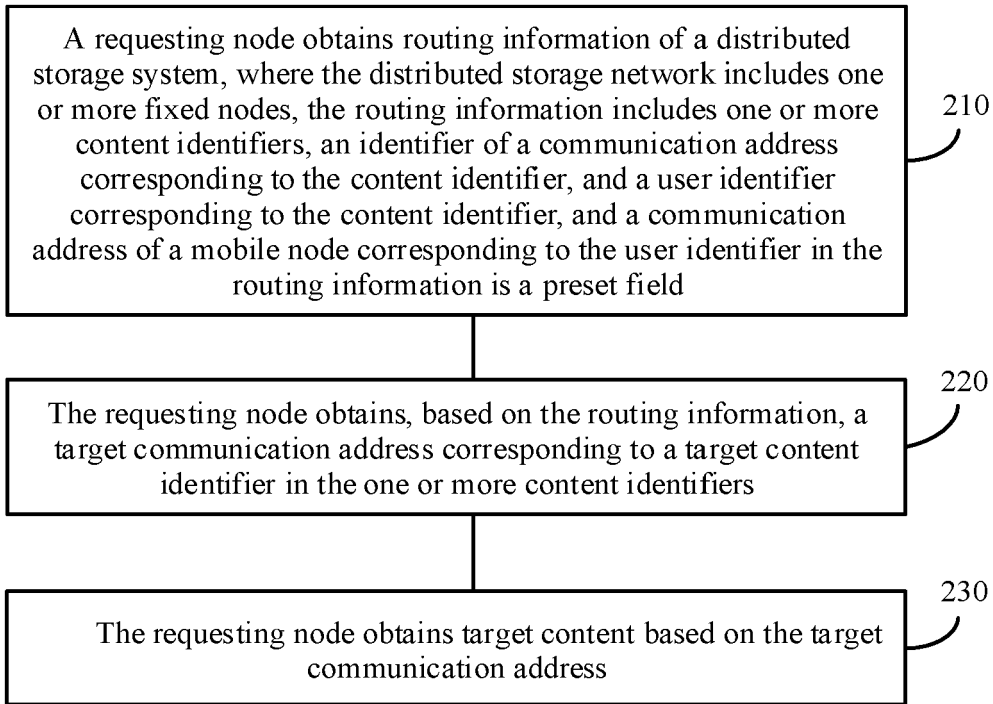 A requesting node obtains routing information of a distributed
storage system, where the distributed storage network includes one
or more fixed nodes, the routing information includes one or more
content identifiers, an identifier of a communication address
corresponding to the content identifier, and a user identifier
corresponding to the content identifier, and a communication
address of a mobile node corresponding to the user identifier in the
routing information is a preset field
210
The requesting node obtains, based on the routing information, a
target communication address corresponding to a target content
identifier in the one or more content identifiers
220
The requesting node obtains target content based on the target
communication address
230